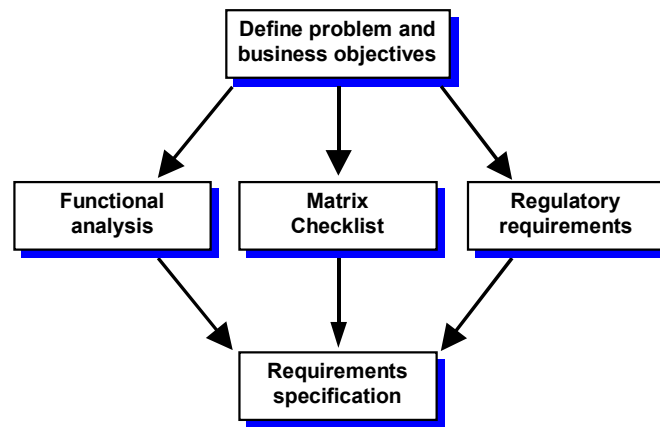 Define problem and
business objectives
Functional
analysis
Matrix
Checklist
Regulatory
requirements
Requirements
specification